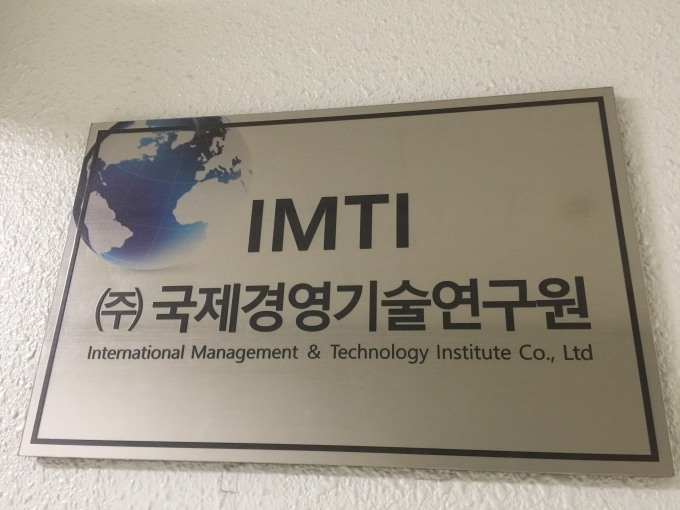 IMTI
㈜ 국제경영기술연구원
International Management & Technology Institute Co., Ltd